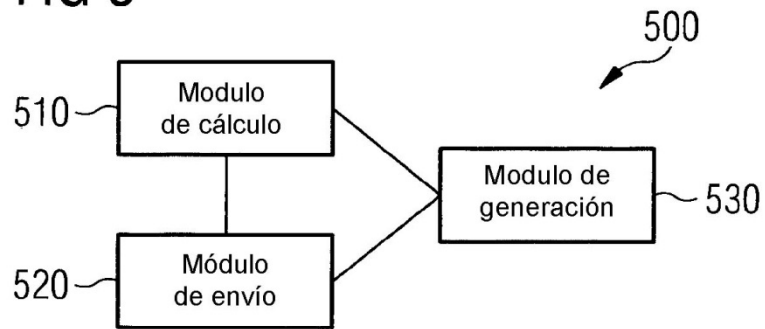 500
510
Modulo
de cálculo
Modulo de
generación
530
520
Módulo
de envío